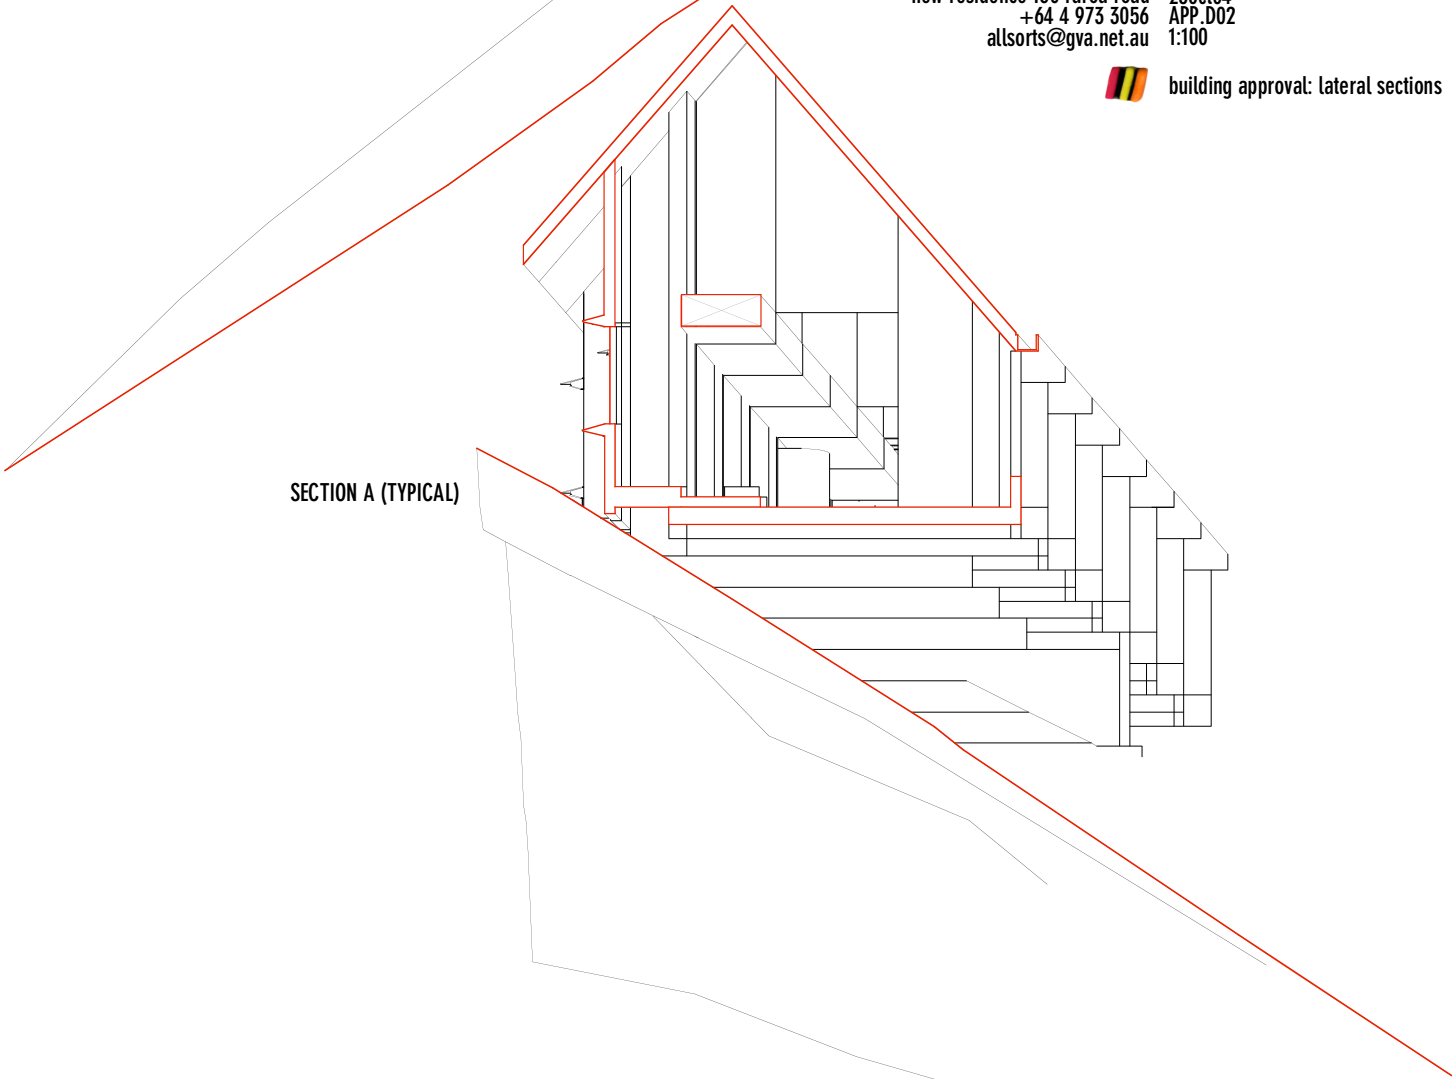 +64 4 973 3056 APP.D02
allsorts@gva.net.au 1:100
building approval: lateral sections
SECTION A (TYPICAL)